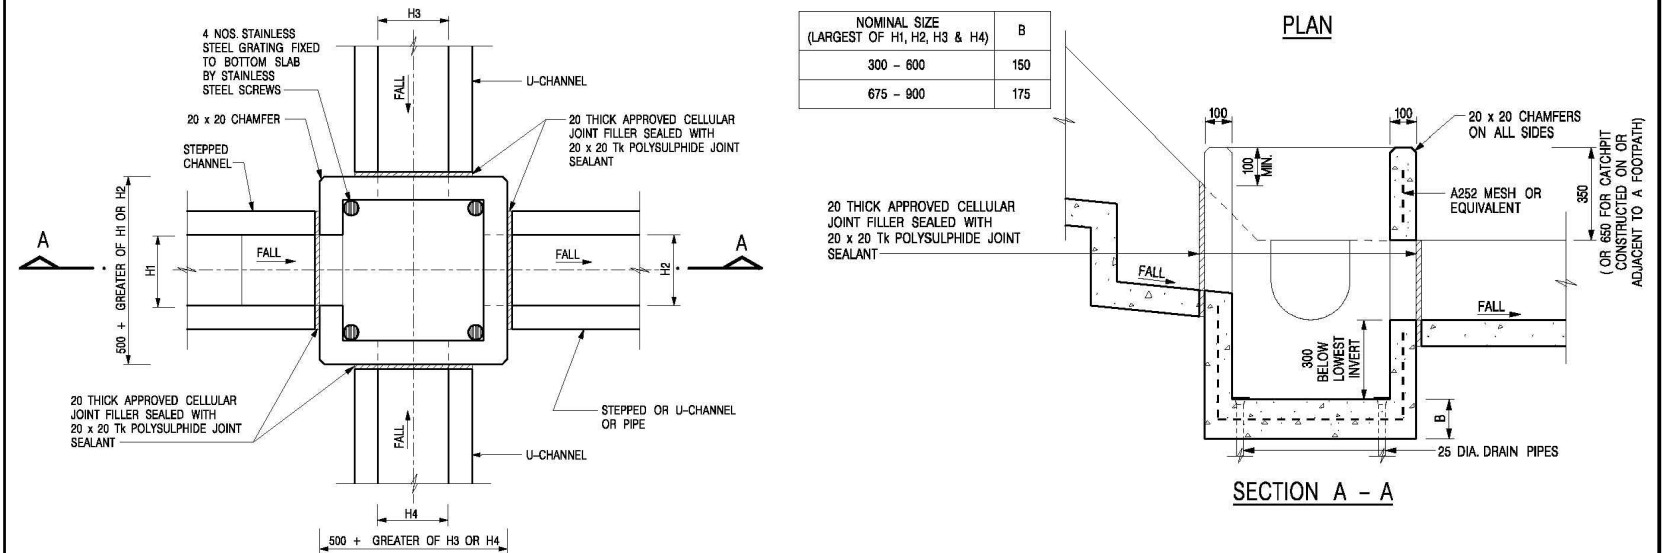 H3
4 NOS. STAINLESS
STEEL GRATING FIXED
TO BOTTOM SLAB
BY STAINLESS
STEEL SCREWS
FALL
U-CHANNEL
20 x 20 CHAMFER
20 THICK APPROVED CELLULAR
JOINT FILLER SEALED WITH
20 x 20 Tk POLYSULPHIDE JOINT
SEALANT
STEPPED
CHANNEL
A
A
500 + GREATER OF H1 OR H2
H1
FALL
FALL
H2
20 THICK APPROVED CELLULAR
JOINT FILLER SEALED WITH
20 x 20 Tk POLYSULPHIDE JOINT
SEALANT
FALL
STEPPED OR U-CHANNEL
OR PIPE
U-CHANNEL
H4
500 + GREATER OF H3 OR H4
NOMINAL SIZE
(LARGEST OF H1, H2, H3 & H4)
B
300 - 600
150
675 - 900
175
PLAN
100
100
20 x 20 CHAMFERS
ON ALL SIDES
100
MIN.
A252 MESH OR
EQUIVALENT
350
(OR 650 FOR CATCHPIT
CONSTRUCTED ON OR
ADJACENT TO A FOOTPATH)
20 THICK APPROVED CELLULAR
JOINT FILLER SEALED WITH
20 x 20 Tk POLYSULPHIDE JOINT
SEALANT
FALL
FALL
300
BELOW
LOWEST
INVERT
B
25 DIA. DRAIN PIPES
SECTION A - A